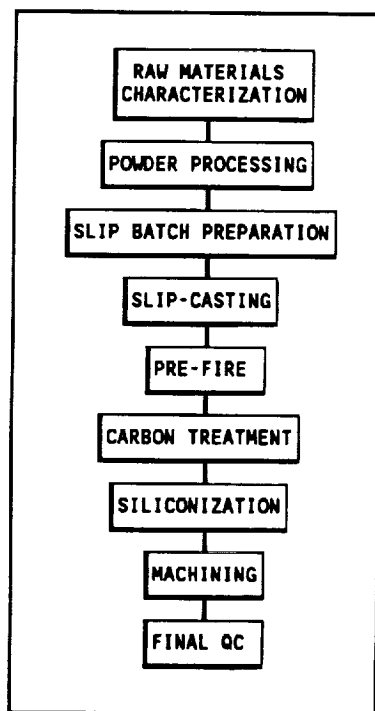 RAW MATERIALS
CHARACTERIZATION
POWDER PROCESSING
SLIP BATCH PREPARATION
SLIP-CASTING
PRE-FIRE
CARBON TREATMENT
SILICONIZATION
MACHINING
FINAL QC